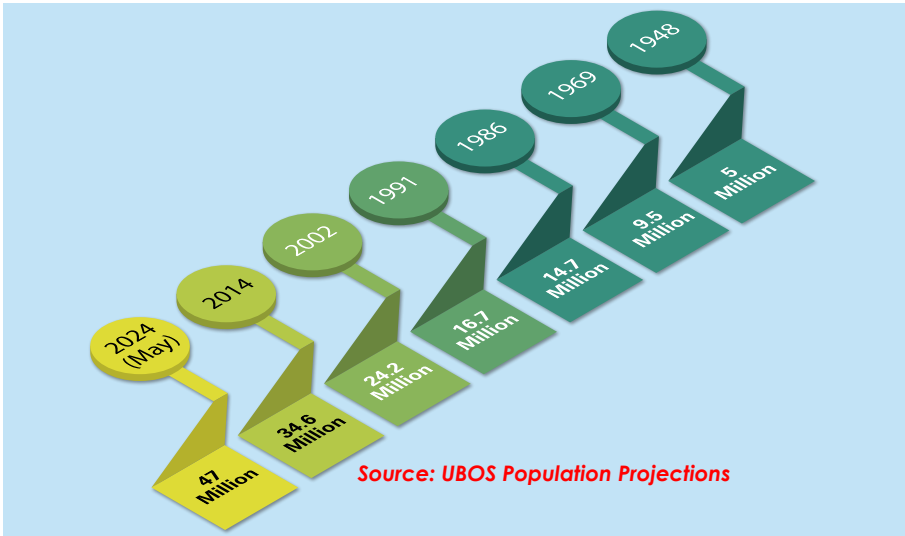 1948
5
Million
1969
9.5
Million
1986
14.7
Million
1991
16.7
Million
2002
24.2
Million
2014
34.6
Million
2024
(May)
47
Million
Source: UBOS Population Projections